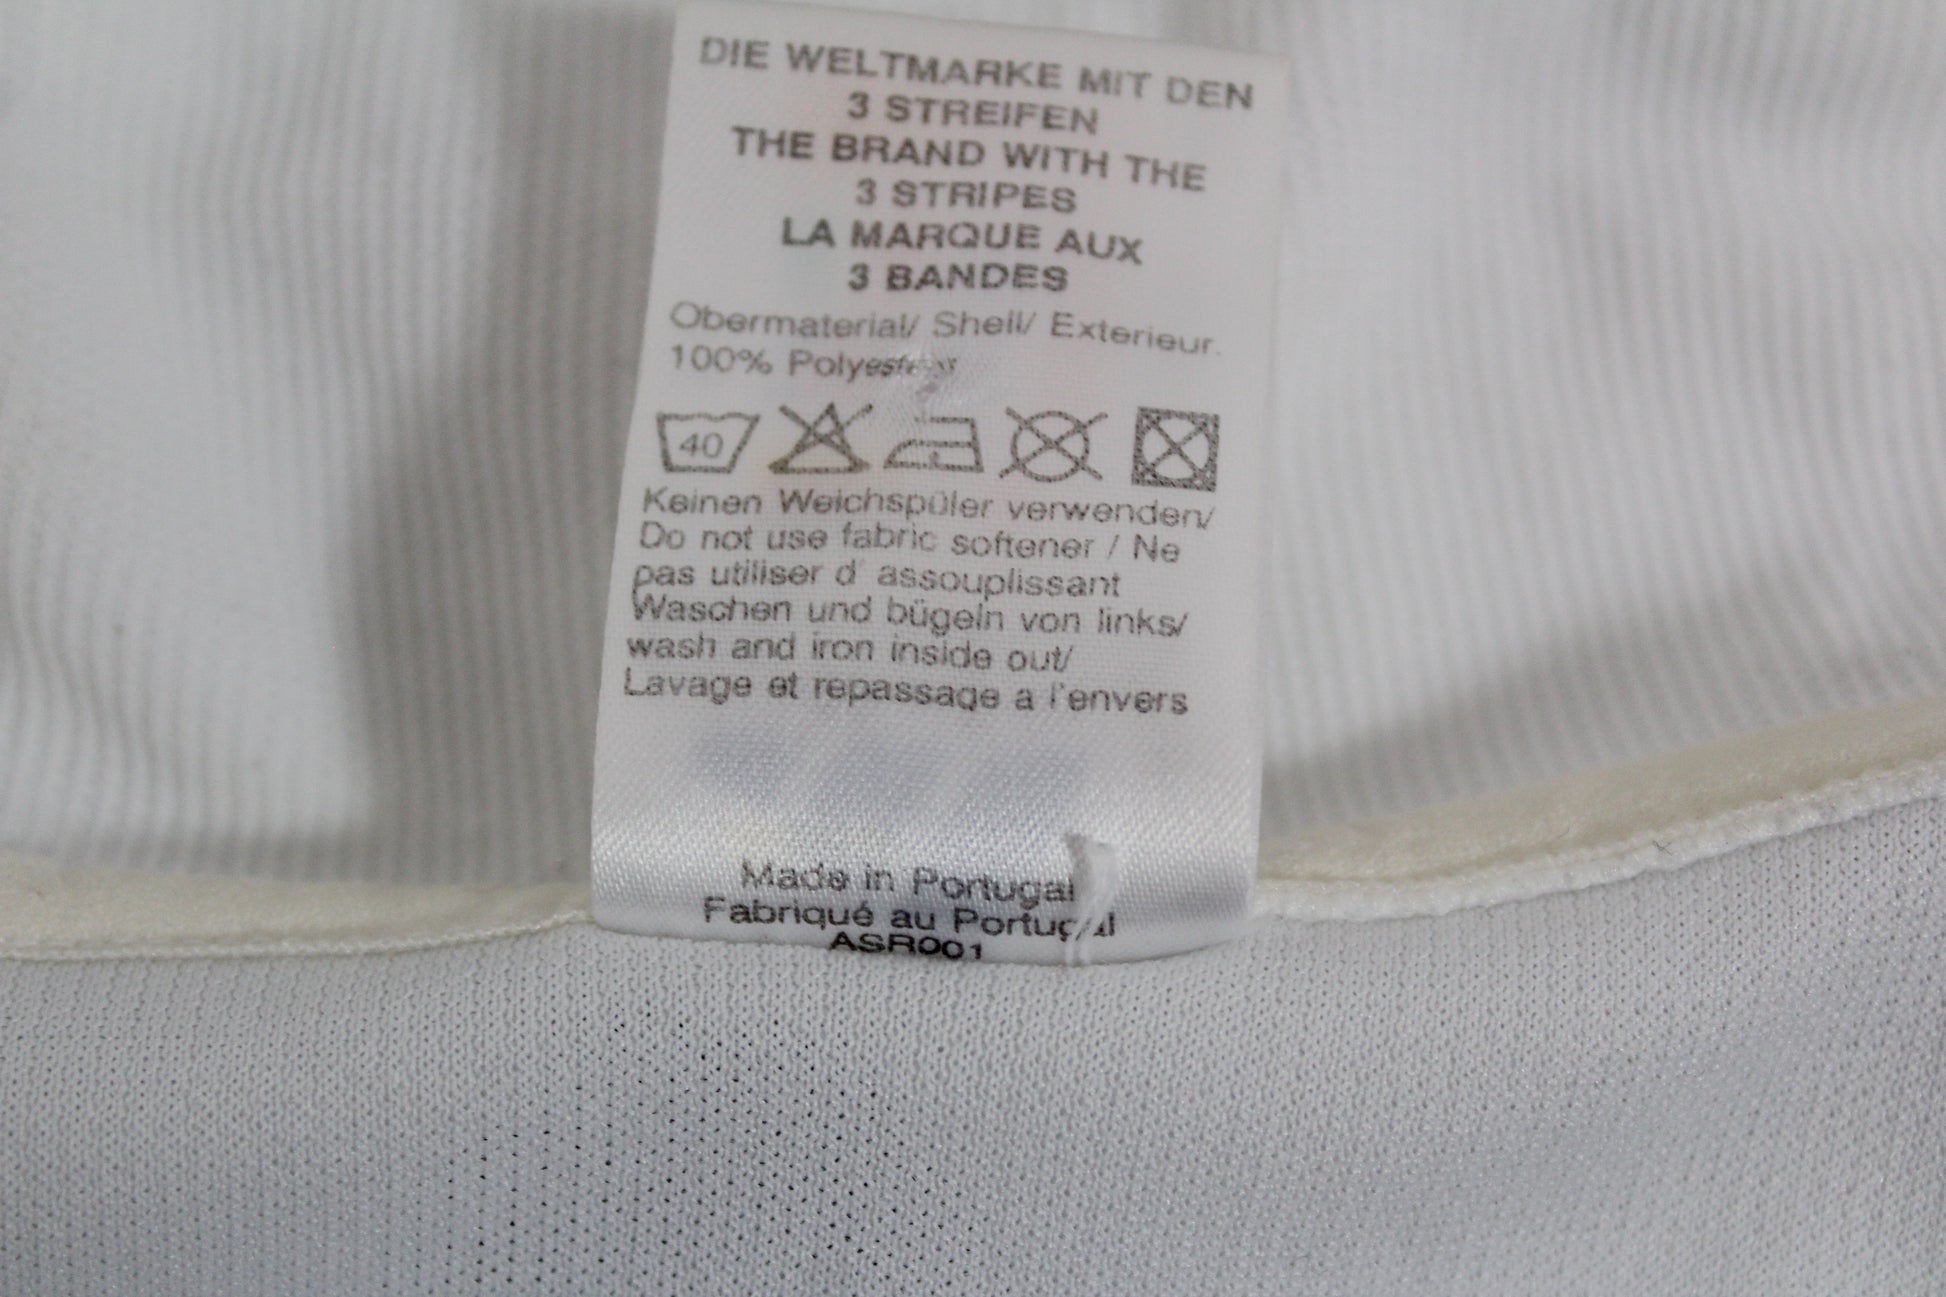 DIE WELTMARKE MIT DEN
3 STREIFEN
THE BRAND WITH THE
3 STRIPES
LA MARQUE AUX
3 BANDES
Obermaterial/ Shell/ Exterieur.
100%
40
Keinen Weichspüler verwenden/
Do not use fabric softener / Ne
pas utiliser d' assouplissant
Waschen und bügeln von links/
wash and iron inside out/
Lavage et repassage a l'envers
Made in Portugal
Fabriqué au Portugal
ASR001